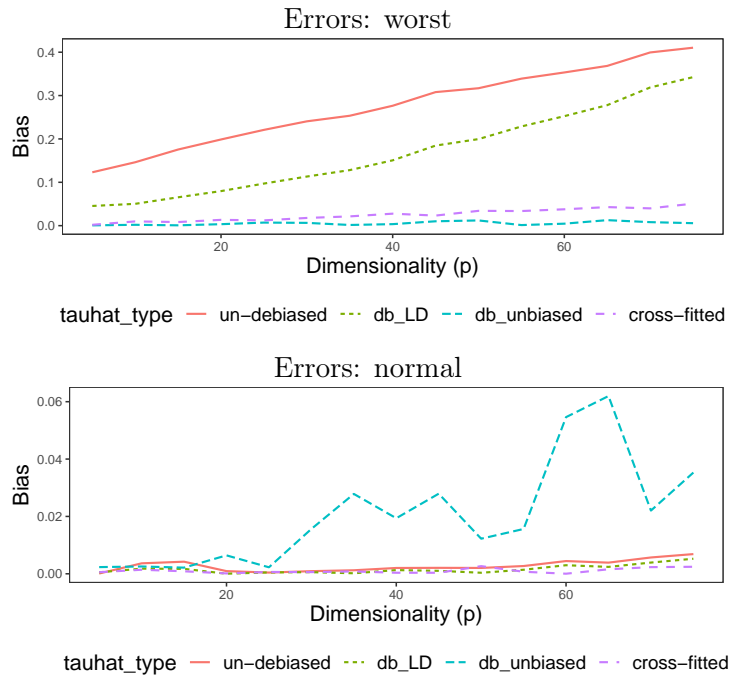 Errors: worst
0.4
0.3
0.2
0.1
0.0
Bias
20 40 60
Dimensionality (p)
tauhat_type un−debiased db_LD db_unbiased cross−fitted
Errors: normal
0.06
0.04
0.02
0.00
Bias
20 40 60
Dimensionality (p)
tauhat_type un−debiased db_LD db_unbiased cross−fitted